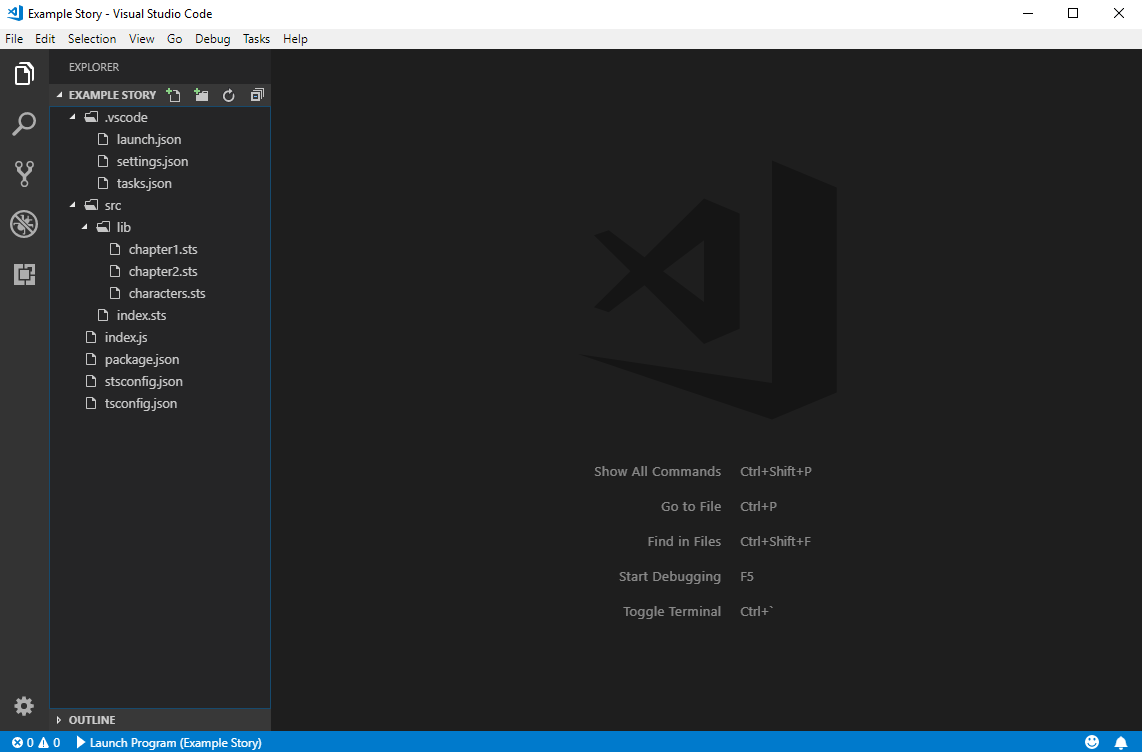 Example Story - Visual Studio Code
File Edit Selection View Go Debug Tasks Help
EXPLORER
EXAMPLE STORY
.vscode
launch.json
settings.json
tasks.json
src
lib
chapter1.sts
chapter2.sts
characters.sts
index.sts
index.js
package.json
stsconfig.json
tsconfig.json
Show All Commands Ctrl+Shift+P
Go to File Ctrl+P
Find in Files Ctrl+Shift+F
Start Debugging F5
Toggle Terminal Ctrl+`
OUTLINE
0 0 Launch Program (Example Story)